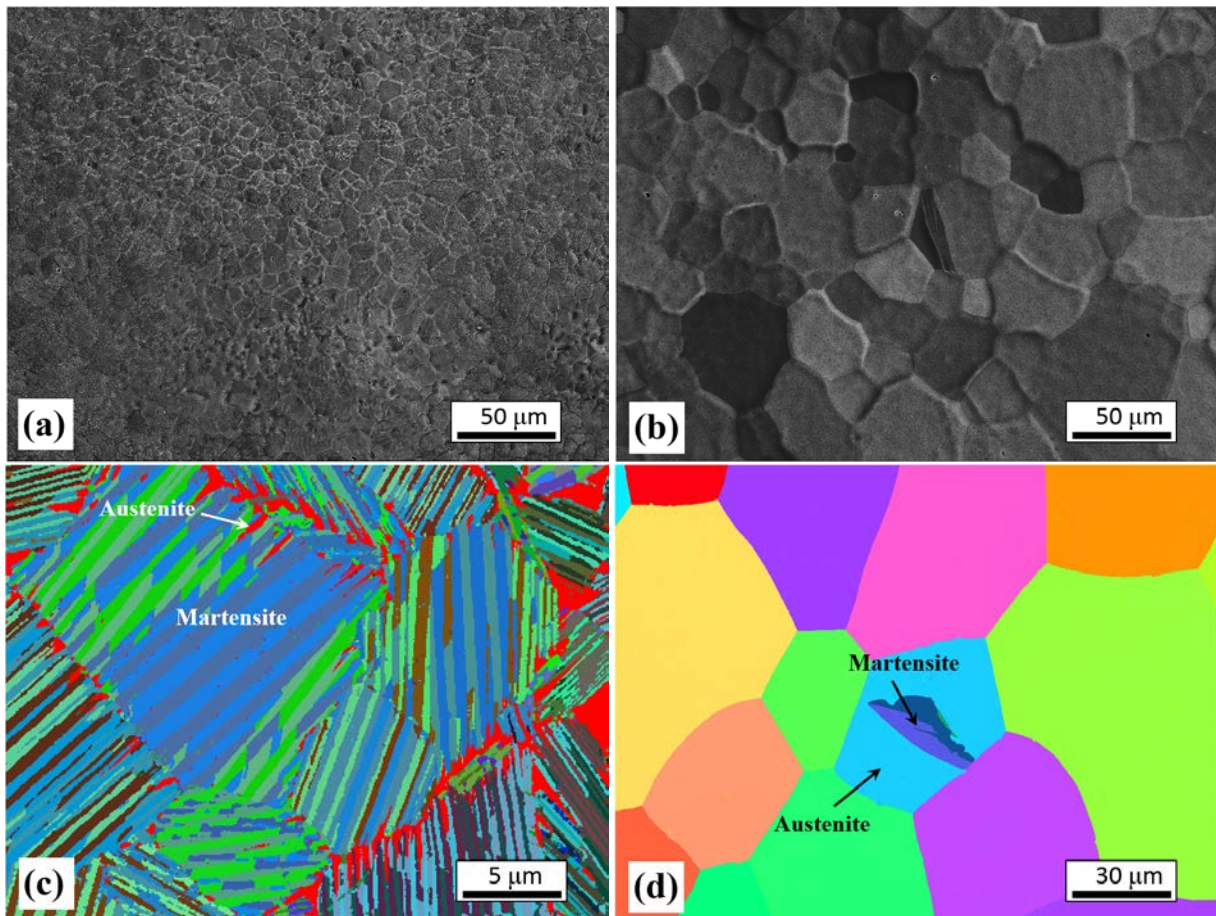 (a)
50 μm
(b)
50 μm
Austenite
Martensite
(c)
5 μm
Martensite
Austenite
(d)
30 μm